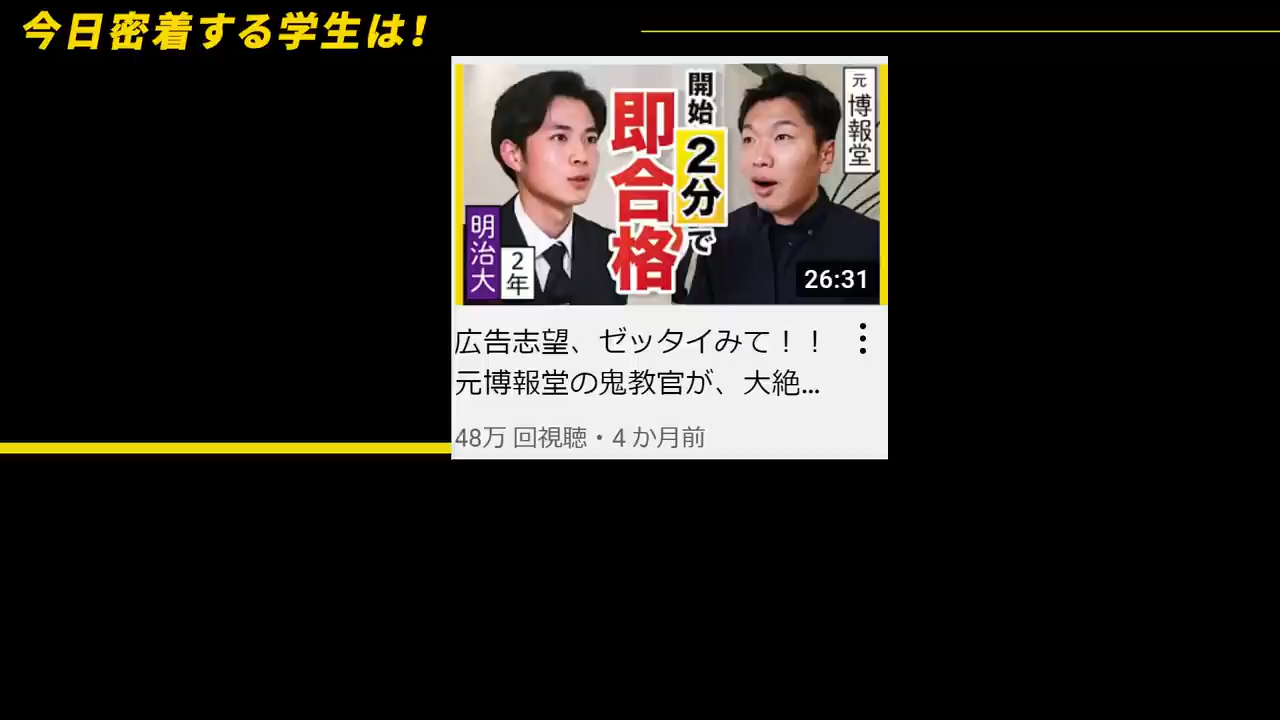 今日密着する学生は!
元
博報堂
開始
2分
で
即合格
明治大
2年
26:31
広告志望、ゼッタイみて！！
元博報堂の鬼教官が、大絶...
48万 回視聴・4 か月前